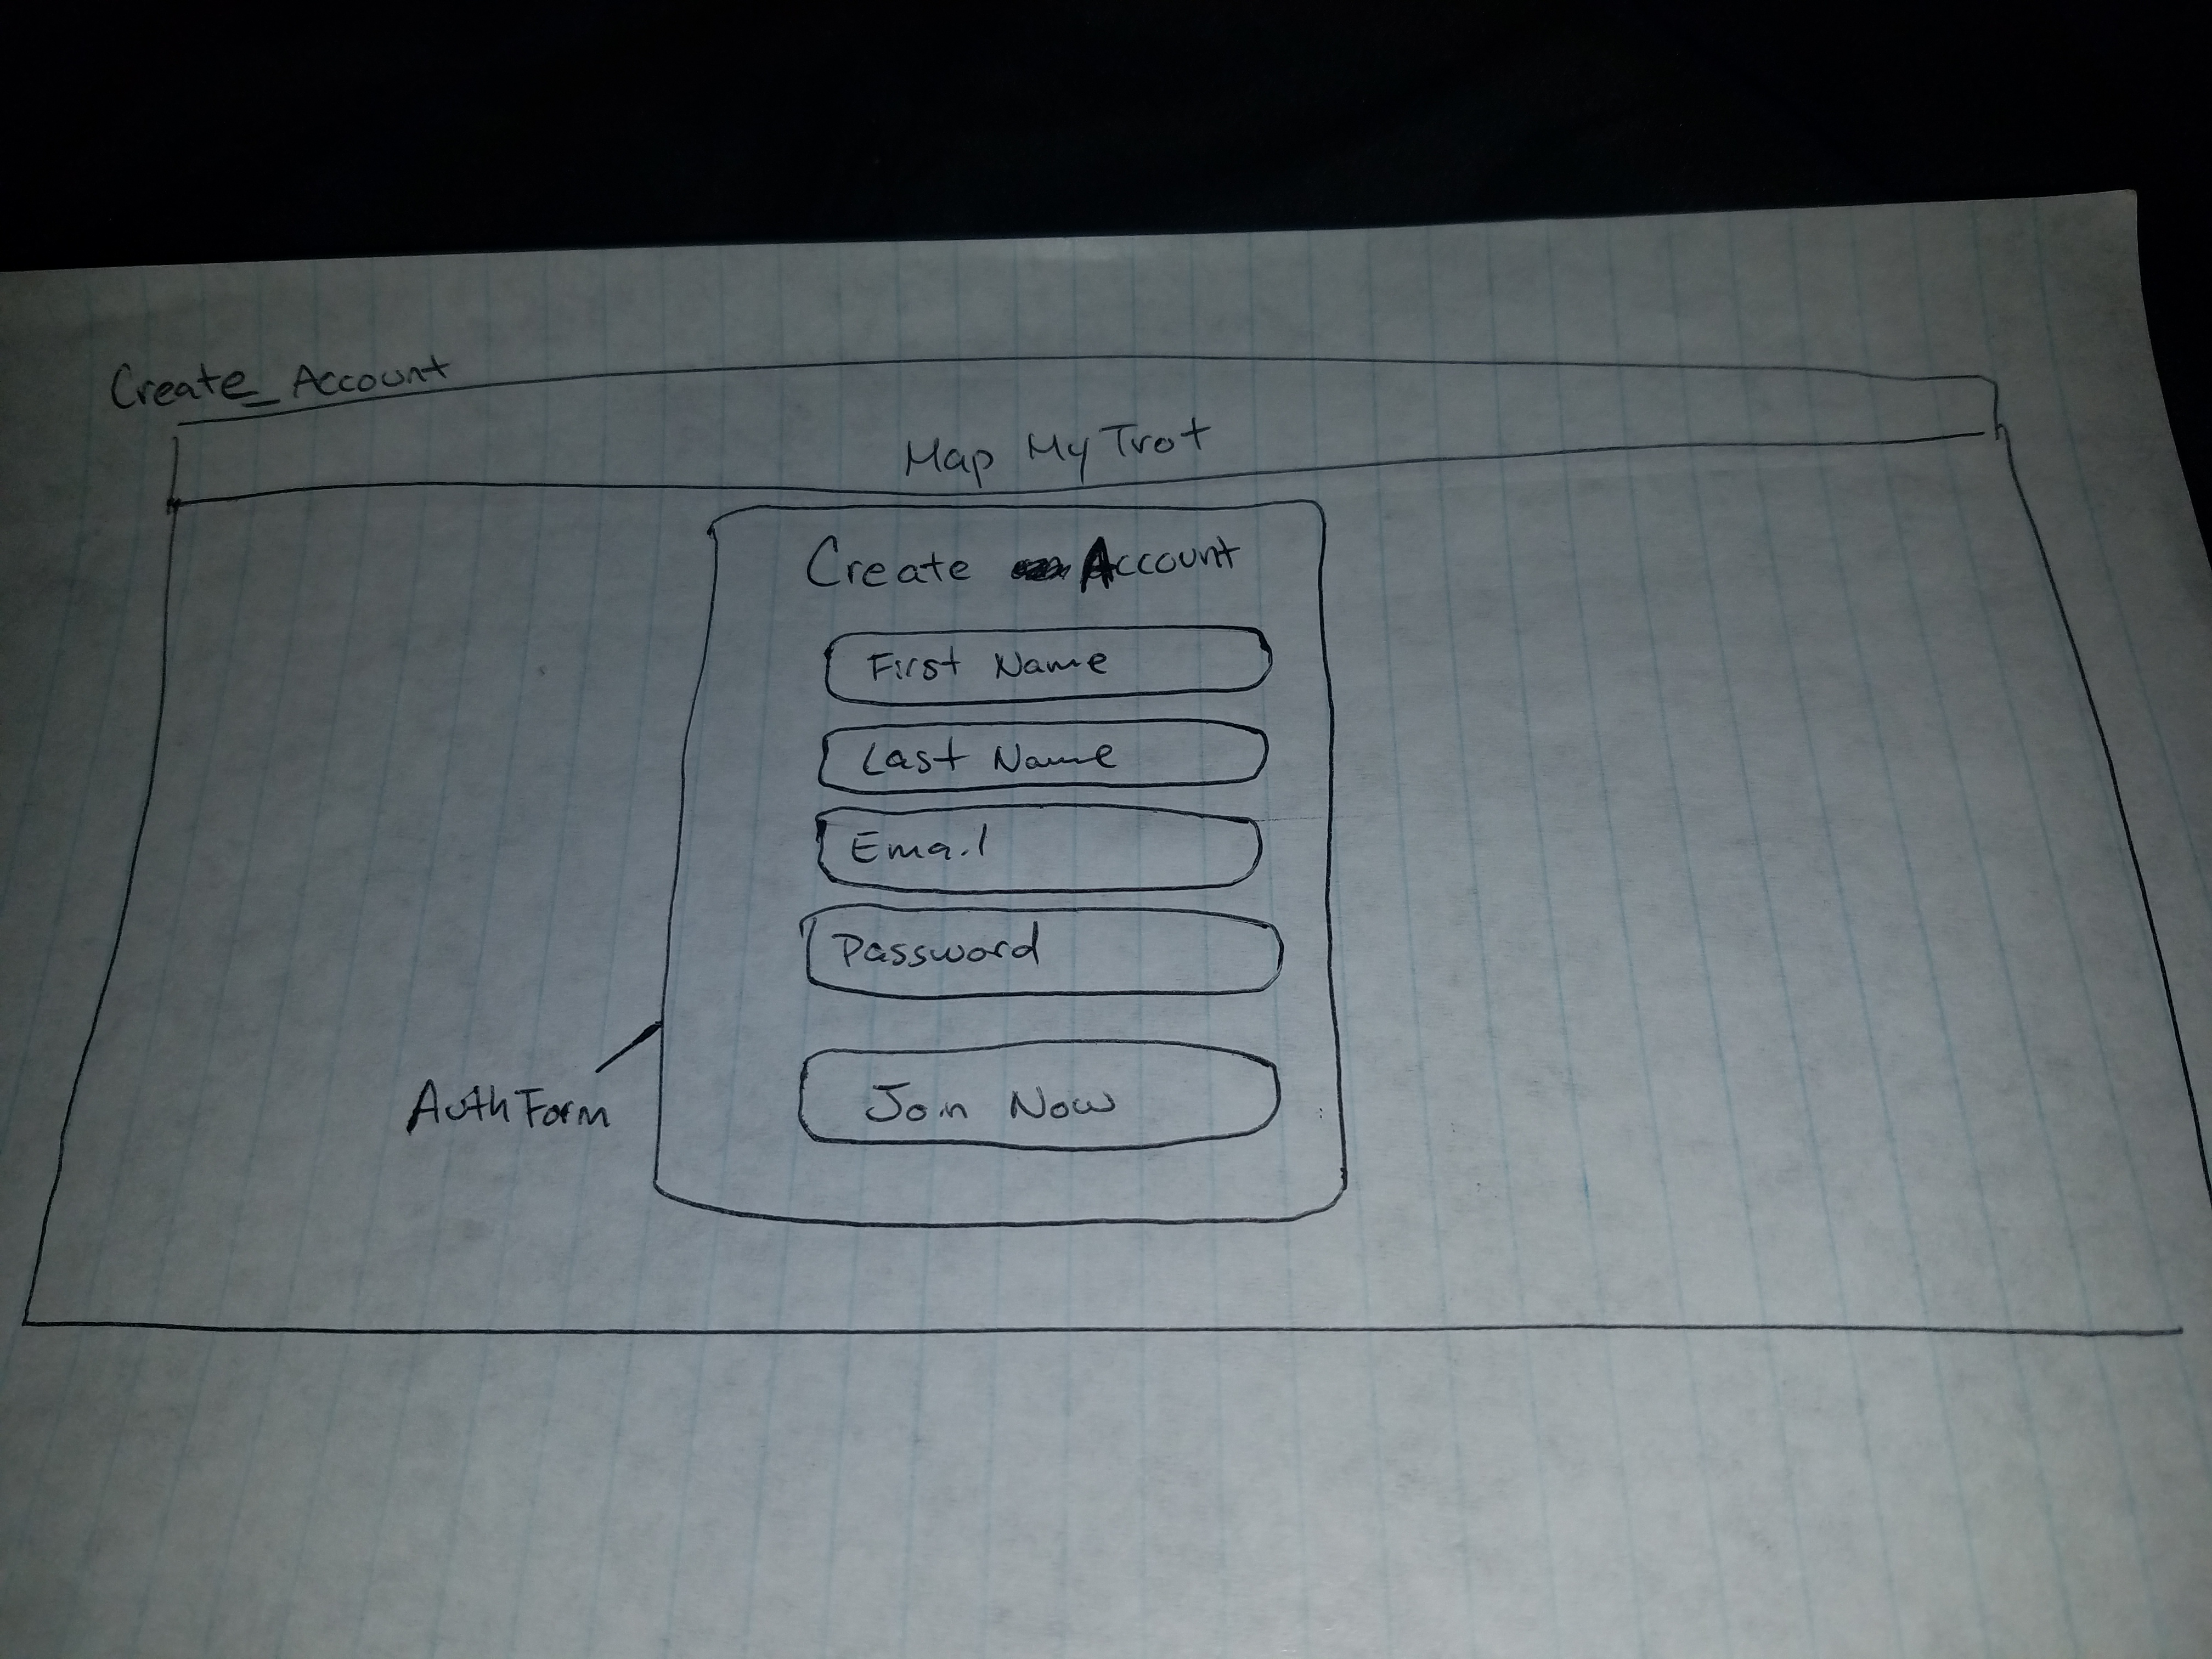 Create_Account
Map My Trot
Create Account
First Name
Last Name
Email
Password
Join Now
AuthForm